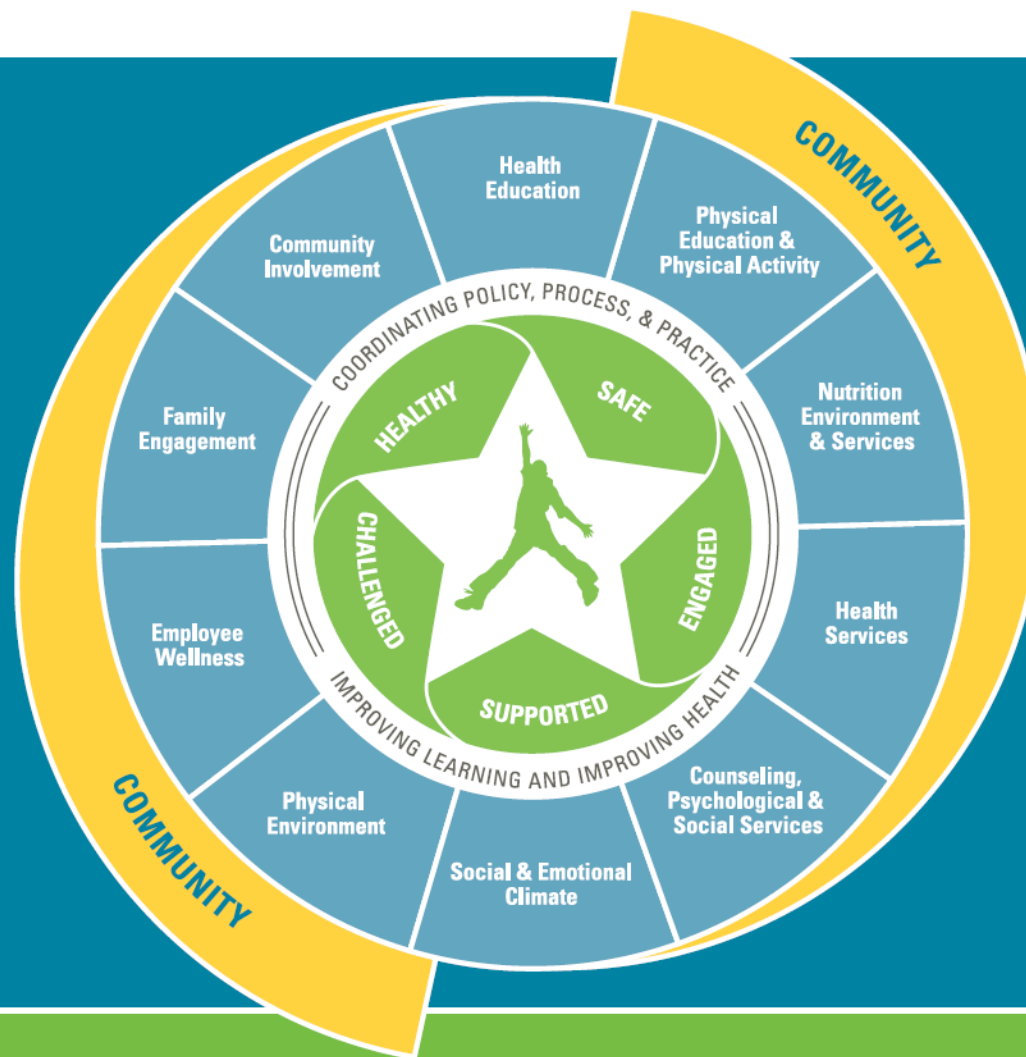 COMMUNITY
Health
Education
Physical
Education &
Physical Activity
Nutrition
Environment
& Services
Health
Services
Counseling,
Psychological &
Social Services
Social & Emotional
Climate
Physical
Environment
Employee
Wellness
Family
Engagement
Community
Involvement
COORDINATING POLICY, PROCESS, & PRACTICE
IMPROVING LEARNING AND IMPROVING HEALTH
HEALTHY
SAFE
ENGAGED
SUPPORTED
CHALLENGED
COMMUNITY